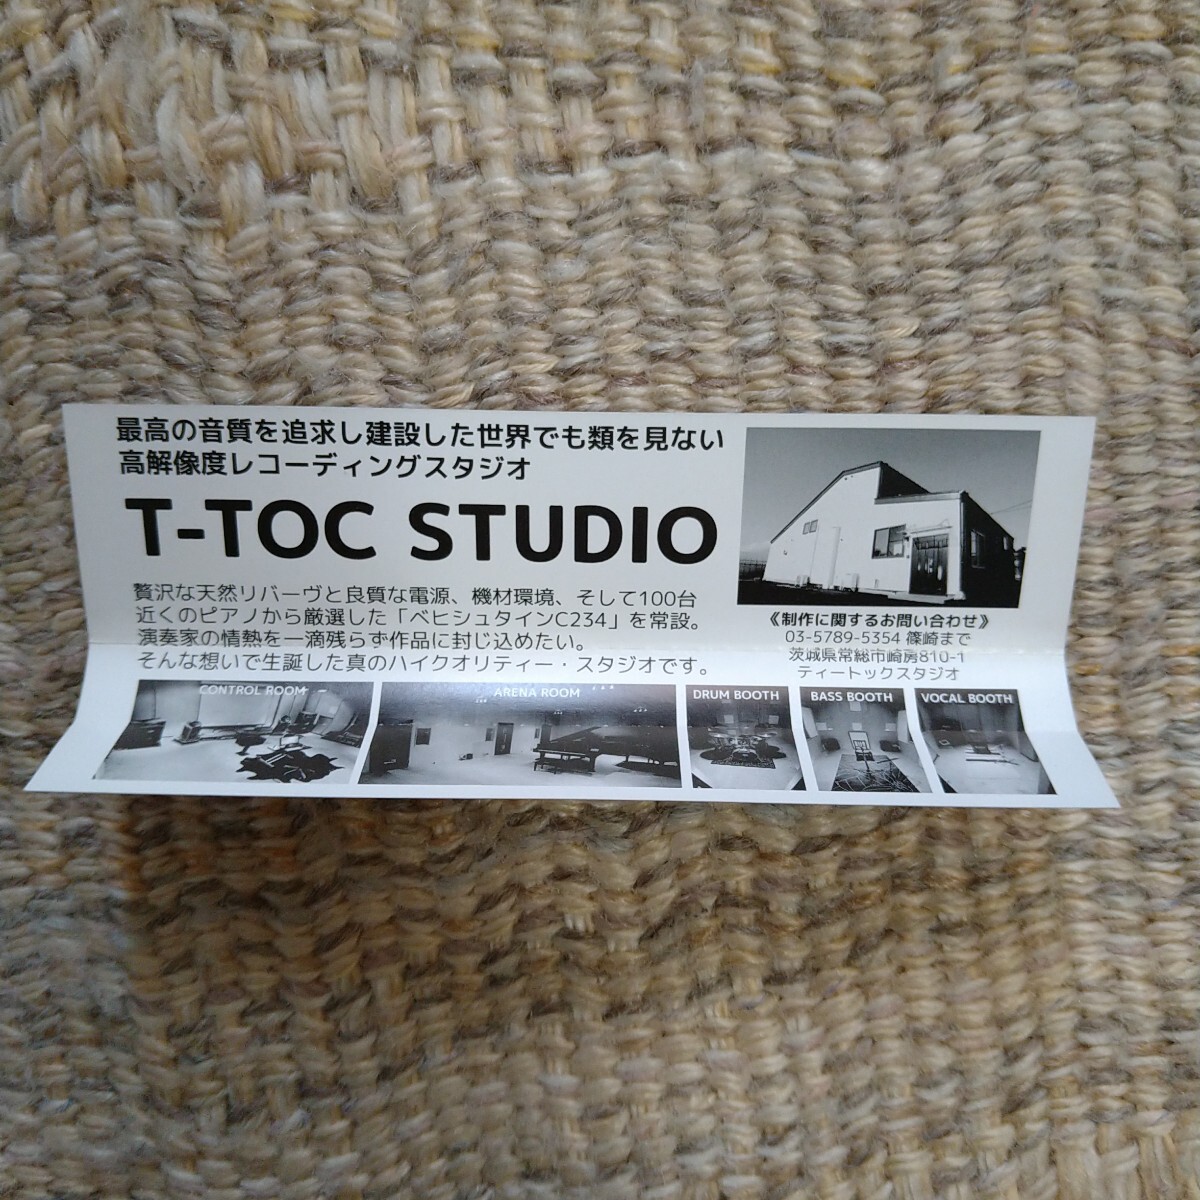 最高の音質を追求し建設した世界でも類を見ない
高解像度レコーディングスタジオ
T-TOC STUDIO
贅沢な天然リバーヴと良質な電源、機材環境、そして100台
近くのピアノから厳選した「ベヒシュタインC234」を常設。
演奏家の情熱を一滴残らず作品に封じ込めたい。
そんな想いで生誕した真のハイクオリティー・スタジオです。
《制作に関するお問い合わせ》
03-5789-5354 篠崎まで
茨城県常総市崎房810-1
ティートックスタジオ
CONTROL ROOM
ARENA ROOM
DRUM BOOTH
BASS BOOTH
VOCAL BOOTH